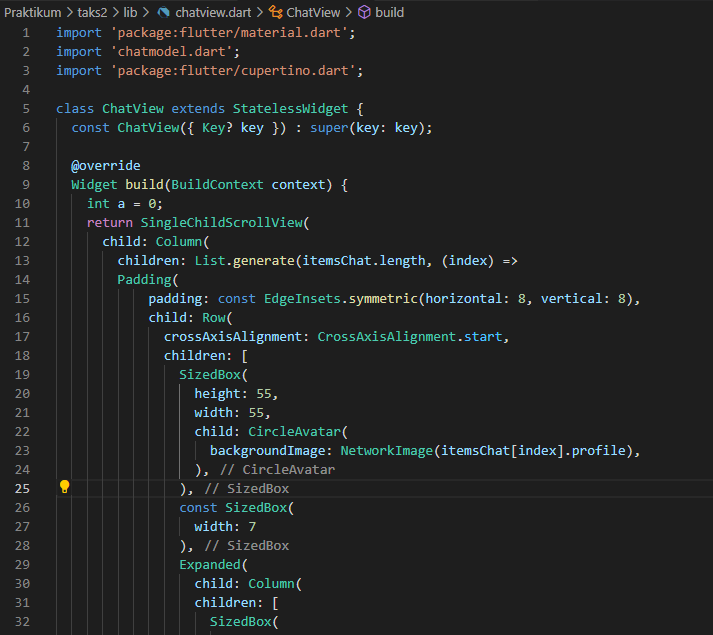 Praktikum > taks2 > lib > chatview.dart > ChatView > build
1 import 'package:flutter/material.dart';
2 import 'chatmodel.dart';
3 import 'package:flutter/cupertino.dart';
4
5 class ChatView extends StatelessWidget {
6 const ChatView({ Key? key }) : super(key: key);
7
8 @override
9 Widget build(BuildContext context) {
10 int a = 0;
11 return SingleChildScrollView(
12 child: Column(
13 children: List.generate(itemsChat.length, (index) =>
14 Padding(
15 padding: const EdgeInsets.symmetric(horizontal: 8, vertical: 8),
16 child: Row(
17 crossAxisAlignment: CrossAxisAlignment.start,
18 children: [
19 SizedBox(
20 height: 55,
21 width: 55,
22 child: CircleAvatar(
23 backgroundImage: NetworkImage(itemsChat[index].profile),
24 ), // CircleAvatar
25 ), // SizedBox
26 const SizedBox(
27 width: 7
28 ), // SizedBox
29 Expanded(
30 child: Column(
31 children: [
32 SizedBox(